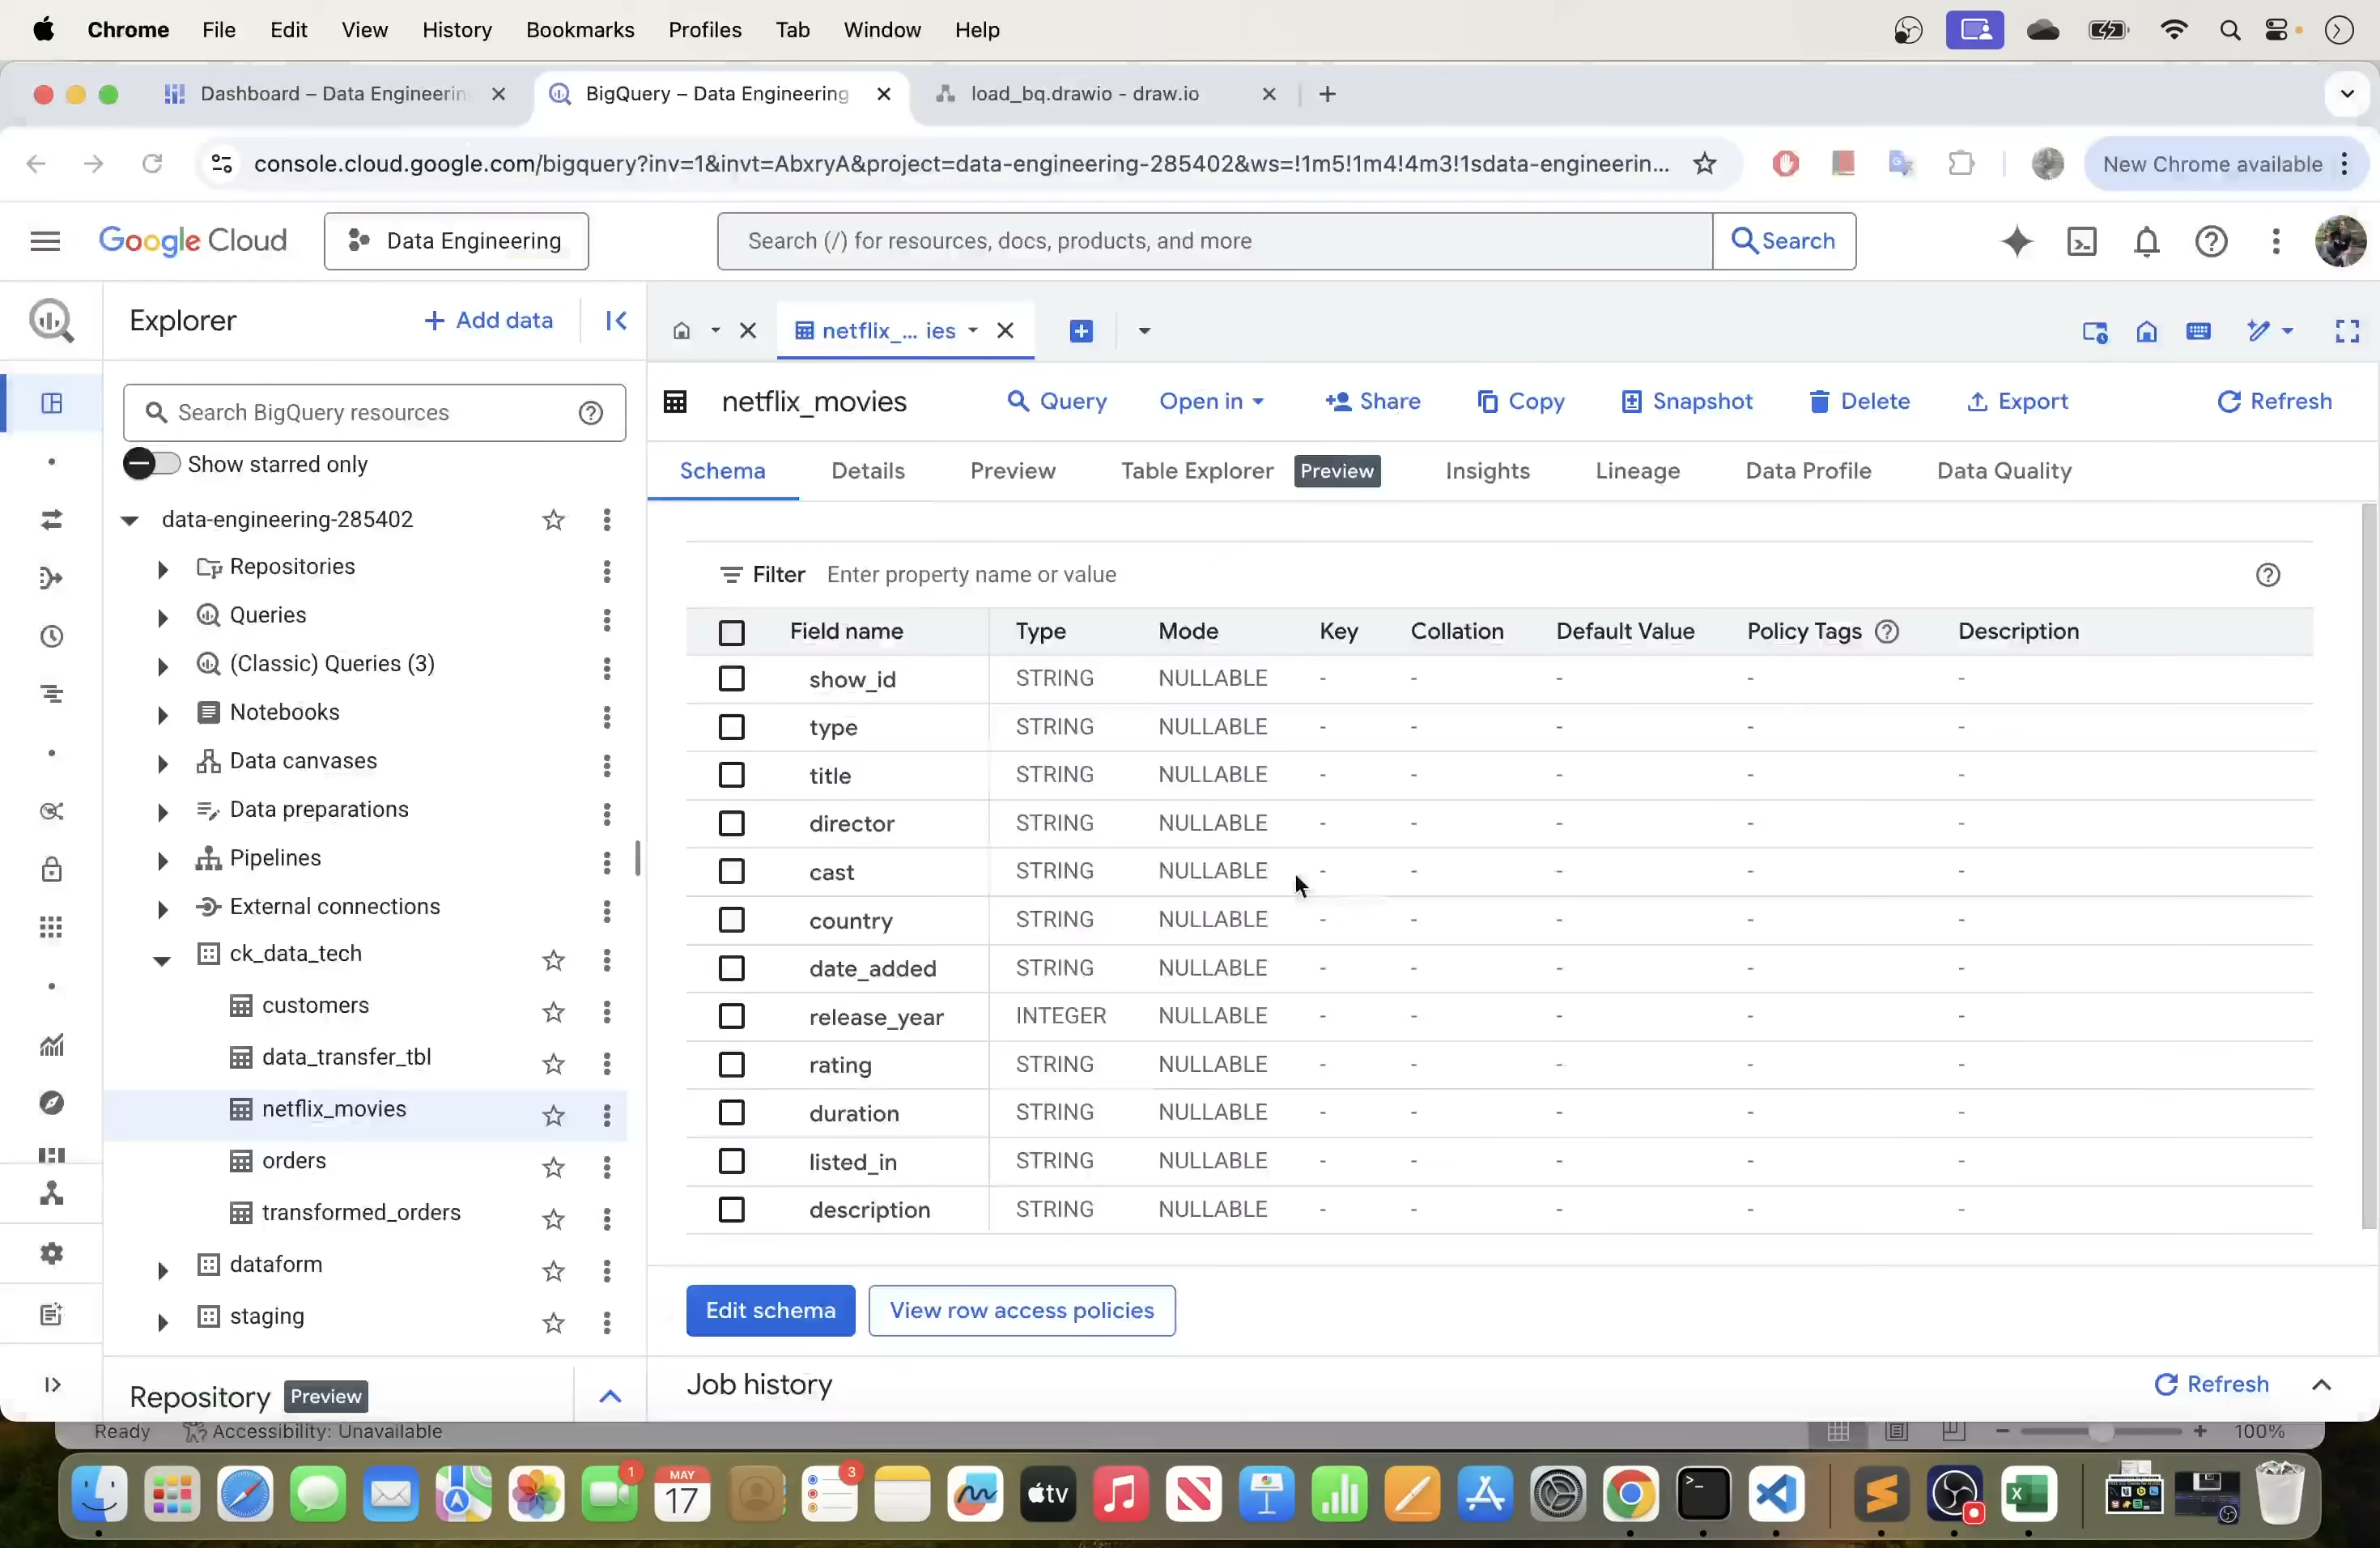 Chrome File Edit View History Bookmarks Profiles Tab Window Help
Dashboard – Data Engineerin
BigQuery – Data Engineering
load_bq.drawio - draw.io
console.cloud.google.com/bigquery?inv=1&invt=AbxryA&project=data-engineering-285402&ws=!1m5!1m4!4m3!1sdata-engineerin...
New Chrome available
Google Cloud
Data Engineering
Search (/) for resources, docs, products, and more
Search
Explorer
+ Add data
netflix_... ies
Search BigQuery resources
Show starred only
data-engineering-285402
Repositories
Queries
(Classic) Queries (3)
Notebooks
Data canvases
Data preparations
Pipelines
External connections
ck_data_tech
customers
data_transfer_tbl
netflix_movies
orders
transformed_orders
dataform
staging
Repository Preview
netflix_movies
Query Open in Share Copy Snapshot Delete Export Refresh
Schema Details Preview Table Explorer Preview Insights Lineage Data Profile Data Quality
Filter Enter property name or value
Field name Type Mode Key Collation Default Value Policy Tags Description
show_id STRING NULLABLE - - - - -
type STRING NULLABLE - - - - -
title STRING NULLABLE - - - - -
director STRING NULLABLE - - - - -
cast STRING NULLABLE - - - - -
country STRING NULLABLE - - - - -
date_added STRING NULLABLE - - - - -
release_year INTEGER NULLABLE - - - - -
rating STRING NULLABLE - - - - -
duration STRING NULLABLE - - - - -
listed_in STRING NULLABLE - - - - -
description STRING NULLABLE - - - - -
Edit schema
View row access policies
Job history
Refresh
Ready Accessibility: Unavailable
100%
1
MAY
17
3
tv